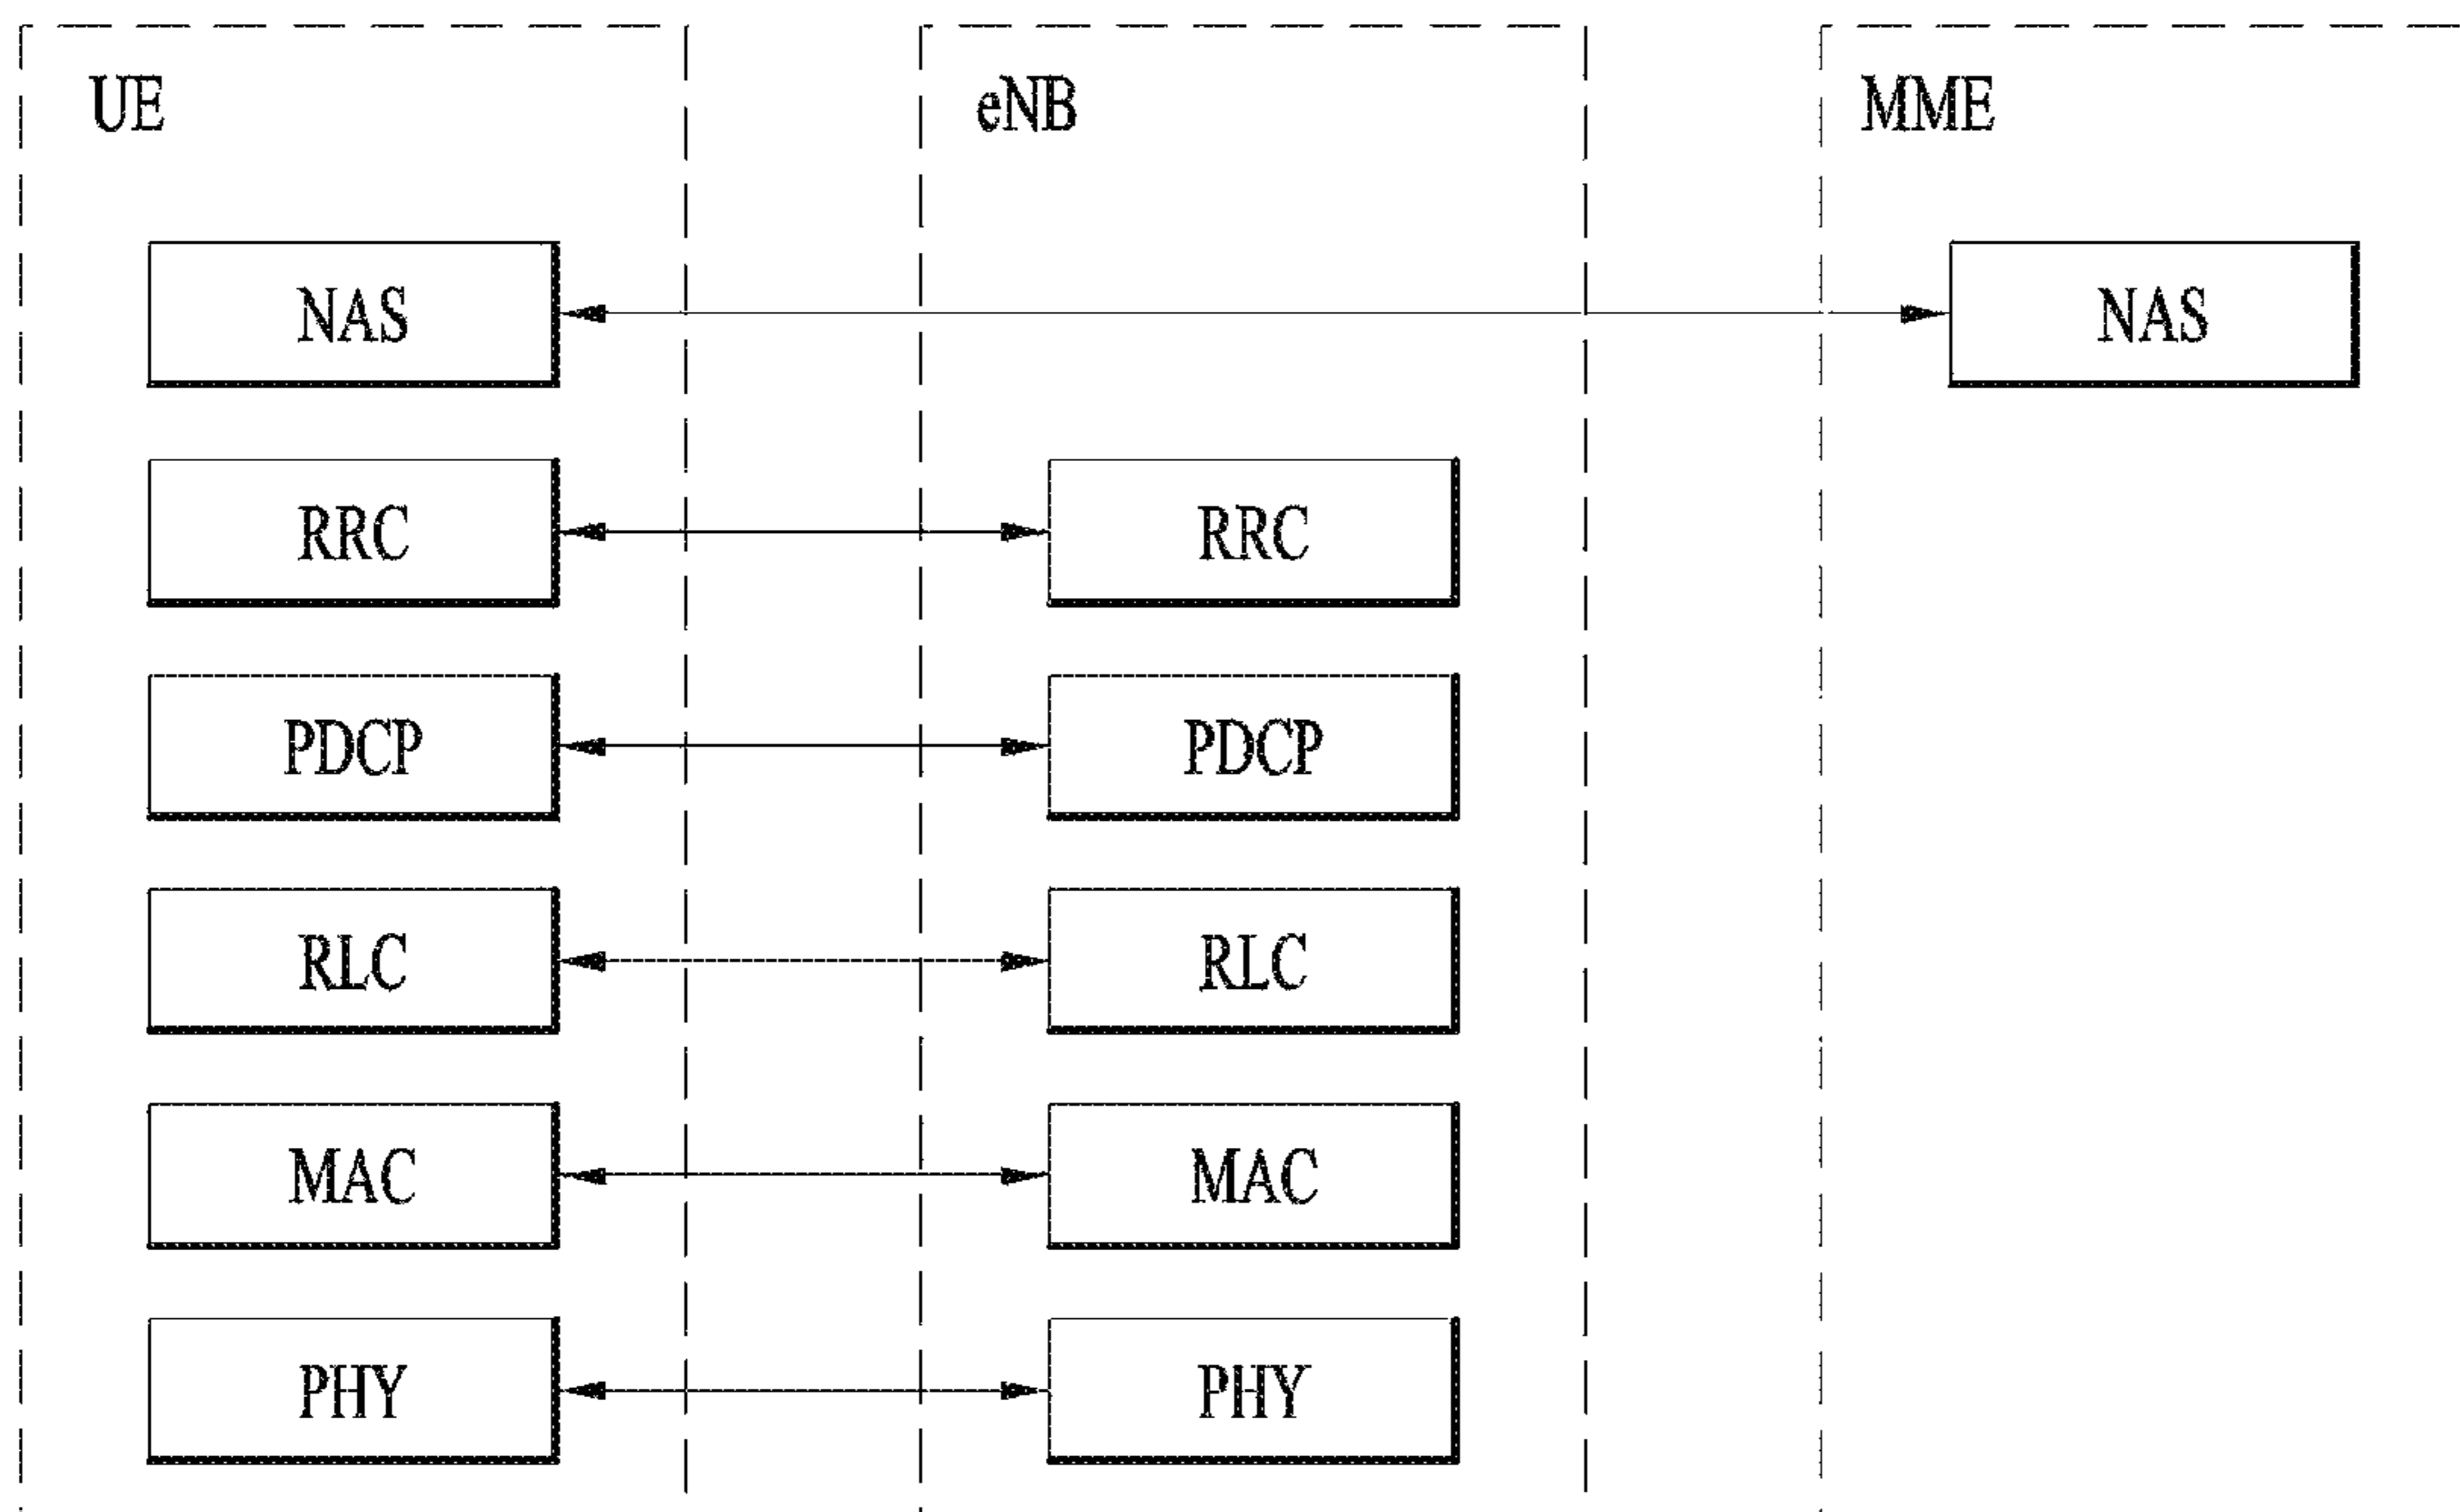 UE eNB MME
NAS NAS
RRC RRC
PDCP PDCP
RLC RLC
MAC MAC
PHY PHY